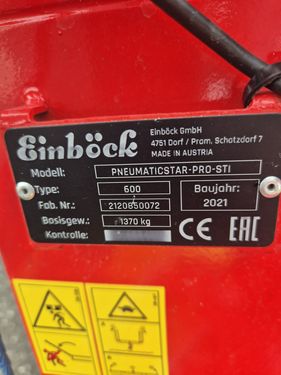 Einböck
Einböck GmbH
4751 Dorf / Pram, Schatzdorf 7
MADE IN AUSTRIA
Modell: PNEUMATICSTAR-PRO-STI
Type: 600 Baujahr:
Fab. Nr.: 2120650072 2021
Basisgew.: 1370 kg
Kontrolle: CE EAC